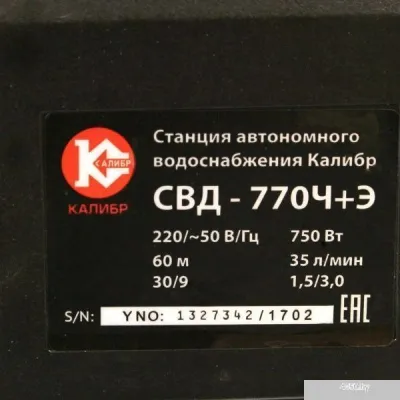 КАЛИБР
КАЛИБР
Станция автономного
водоснабжения Калибр
СВД - 770Ч+Э
220/~50 В/Гц 750 Вт
60 м 35 л/мин
30/9 1,5/3,0
S/N: YNO: 1327342/1702 EAC